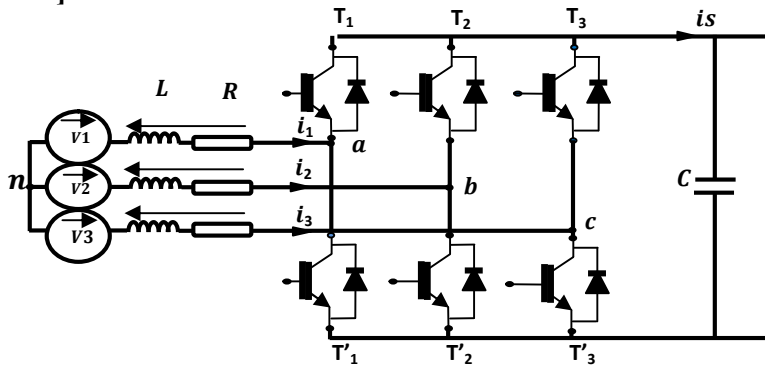 T1 T2 T3 is
L R
V1 i1 a
n V2 i2 b C
V3 i3 c
T'1 T'2 T'3